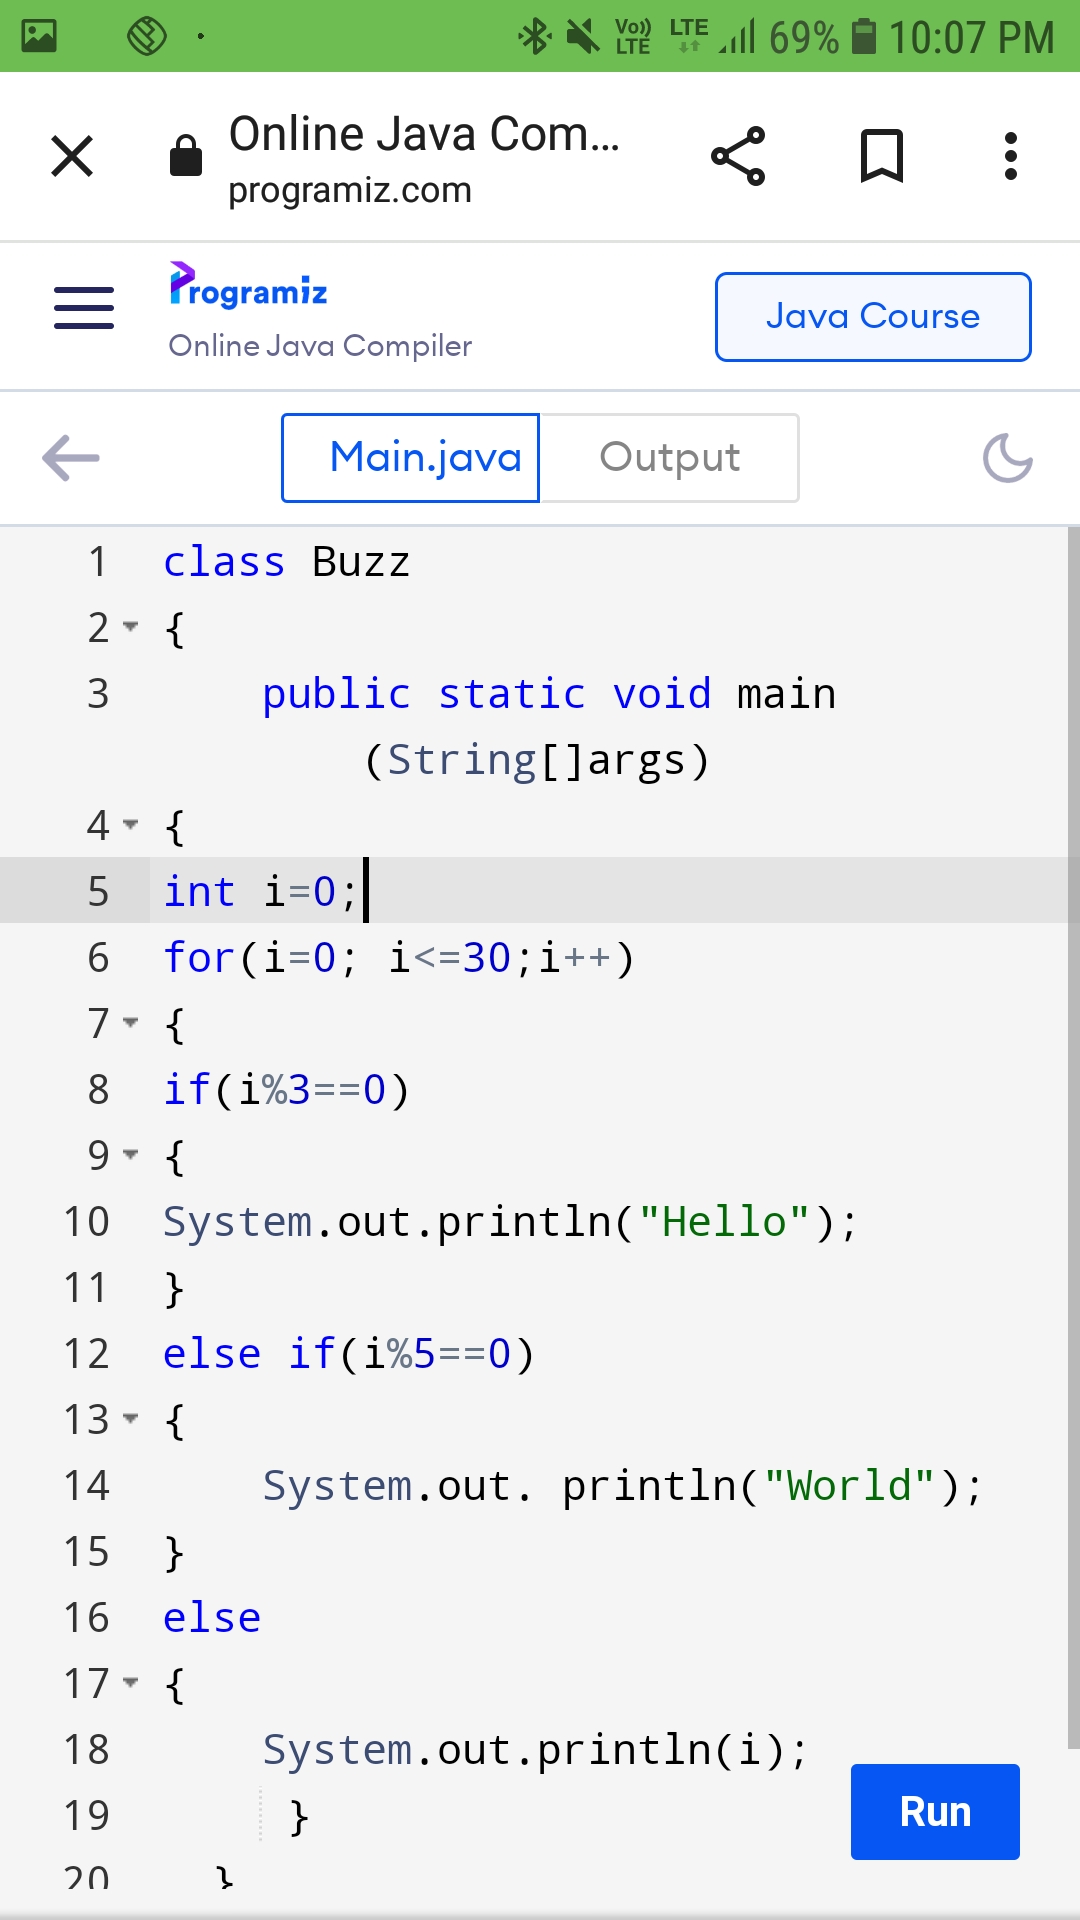 Vo)) LTE LTE 69% 10:07 PM
Online Java Com...
programiz.com
Programiz
Online Java Compiler
Java Course
Main.java Output
1 class Buzz
2 {
3 public static void main
(String[]args)
4 {
5 int i=0;
6 for(i=0; i<=30;i++)
7 {
8 if(i%3==0)
9 {
10 System.out.println("Hello");
11 }
12 else if(i%5==0)
13 {
14 System.out. println("World");
15 }
16 else
17 {
18 System.out.println(i);
19 }
Run
20 }